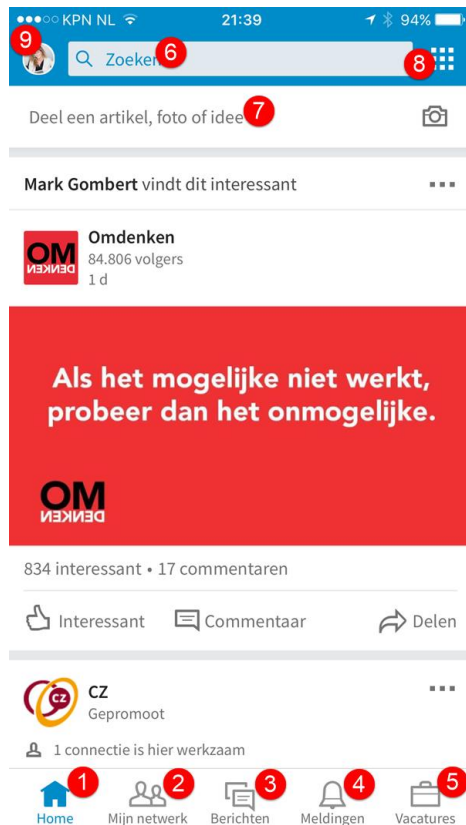 KPN NL 21:39 94%
9 Zoeken 6 8
Deel een artikel, foto of idee 7
Mark Gombert vindt dit interessant
OM
DENKEN
Omdenken
84.806 volgers
1 d
Als het mogelijke niet werkt,
probeer dan het onmogelijke.
OM
DENKEN
834 interessant • 17 commentaren
Interessant Commentaar Delen
CZ
CZ
Gepromoot
1 connectie is hier werkzaam
1 2 3 4 5
Home Mijn netwerk Berichten Meldingen Vacatures